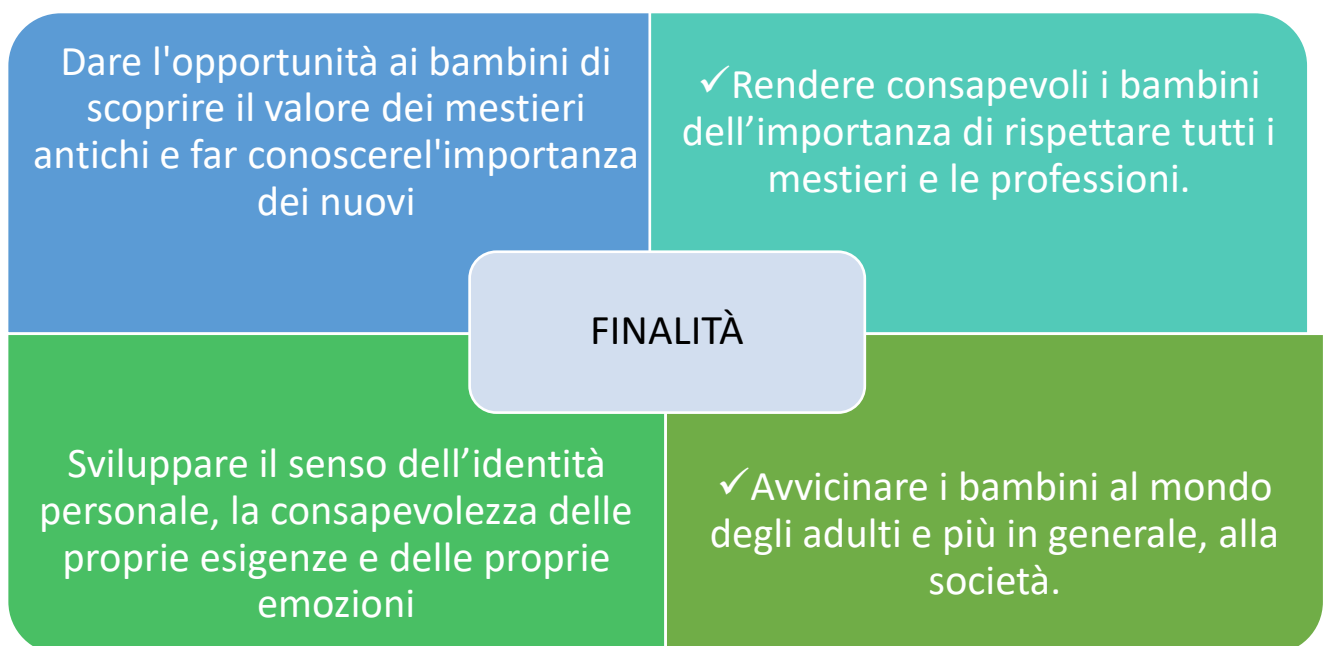 Dare l'opportunità ai bambini di
scoprire il valore dei mestieri
antichi e far conoscerel'importanza
dei nuovi
✓Rendere consapevoli i bambini
dell’importanza di rispettare tutti i
mestieri e le professioni.
FINALITÀ
Sviluppare il senso dell’identità
personale, la consapevolezza delle
proprie esigenze e delle proprie
emozioni
✓Avvicinare i bambini al mondo
degli adulti e più in generale, alla
società.